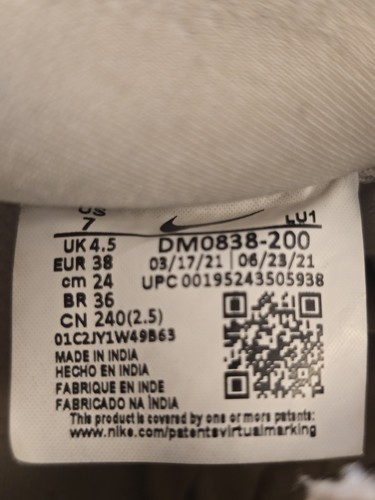 US
7
LU1
UK 4.5
DM0838-200
EUR 38
03/17/21 06/23/21
cm 24
UPC 00195243505938
BR 36
CN 240(2.5)
01C2JY1W49B63
MADE IN INDIA
HECHO EN INDIA
FABRIQUE EN INDE
FABRICADO NA ÍNDIA
This product is covered by one or more patents:
www.nike.com/patentsvirtualmarking